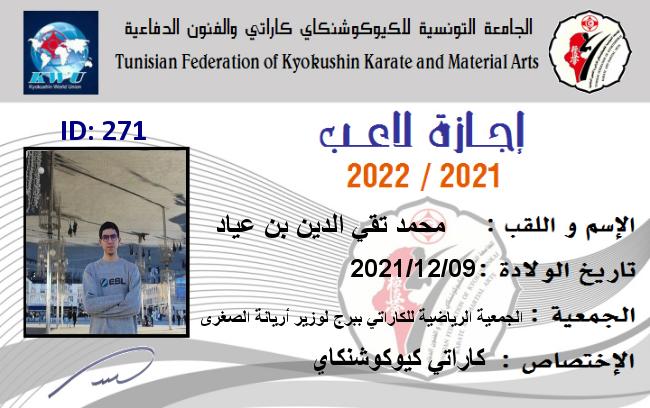 الجامعة التونسية للكيوكوشنكاي كاراتي والفنون الدفاعية
Tunisian Federation of Kyokushin Karate and Material Arts
KWU
Kyokushin World Union
ID: 271
إجازة لاعب
2022 / 2021
الإسم و اللقب : محمد تقي الدين بن عياد
تاريخ الولادة : 2021/12/09
الجمعية : الجمعية الرياضية للكاراتي ببرج لوزير أريانة الصغرى
الإختصاص : كاراتي كيوكوشنكاي
EBL